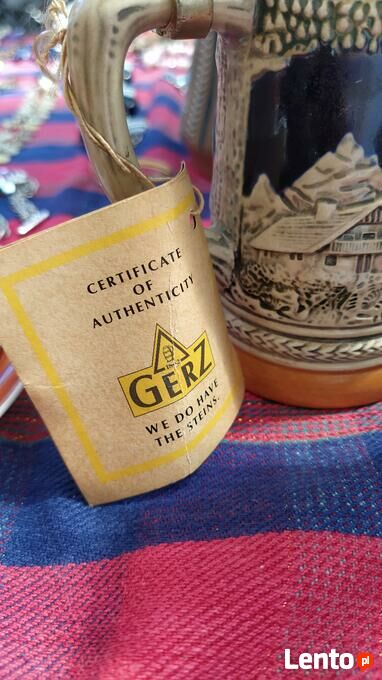 CERTIFICATE
OF
AUTHENTICITY
GERZ
WE DO HAVE
THE STEINS.
Lento pl